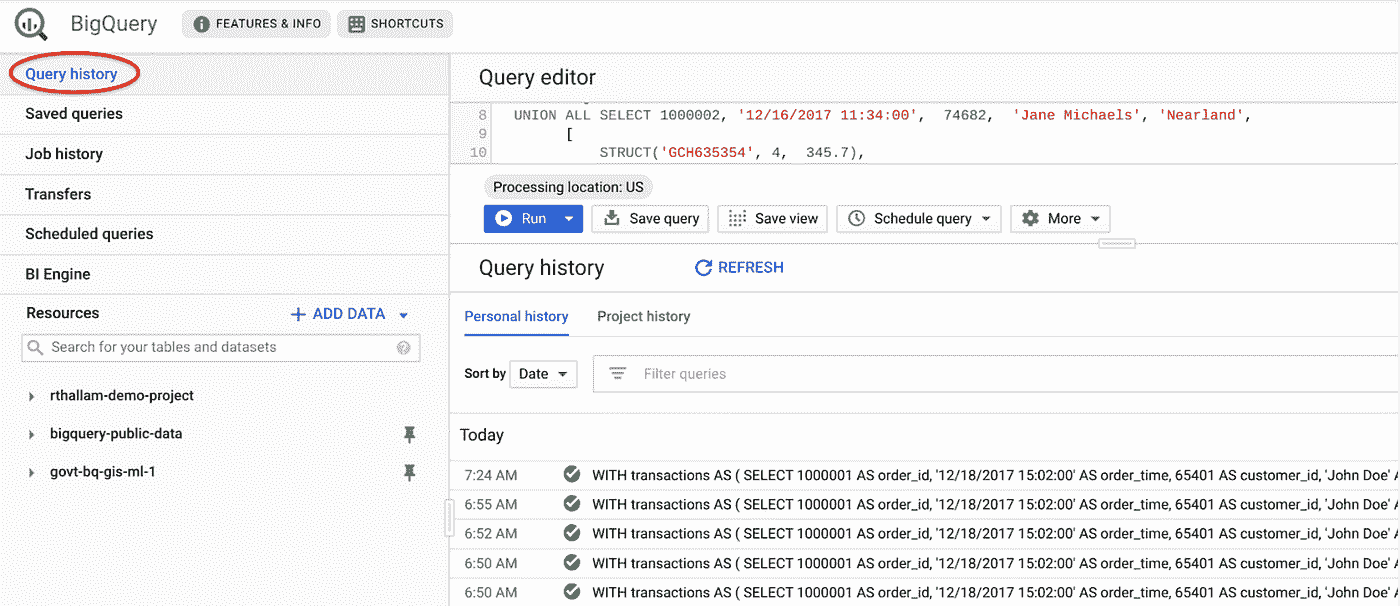 BigQuery
FEATURES & INFO
SHORTCUTS
Query history
Saved queries
Job history
Transfers
Scheduled queries
BI Engine
Resources
ADD DATA
Search for your tables and datasets
rthallam-demo-project
bigquery-public-data
govt-bq-gis-ml-1
Query editor
8 UNION ALL SELECT 1000002, '12/16/2017 11:34:00', 74682, 'Jane Michaels', 'Nearland',
9 [
10 STRUCT('GCH635354', 4, 345.7),
Processing location: US
Run
Save query
Save view
Schedule query
More
Query history
REFRESH
Personal history
Project history
Sort by
Date
Filter queries
Today
7:24 AM WITH transactions AS ( SELECT 1000001 AS order_id, '12/18/2017 15:02:00' AS order_time, 65401 AS customer_id, 'John Doe' A
6:55 AM WITH transactions AS ( SELECT 1000001 AS order_id, '12/18/2017 15:02:00' AS order_time, 65401 AS customer_id, 'John Doe' A
6:52 AM WITH transactions AS ( SELECT 1000001 AS order_id, '12/18/2017 15:02:00' AS order_time, 65401 AS customer_id, 'John Doe' A
6:50 AM WITH transactions AS ( SELECT 1000001 AS order_id, '12/18/2017 15:02:00' AS order_time, 65401 AS customer_id, 'John Doe' A
6:50 AM WITH transactions AS ( SELECT 1000001 AS order_id, '12/18/2017 15:02:00' AS order_time, 65401 AS customer_id, 'John Doe' A